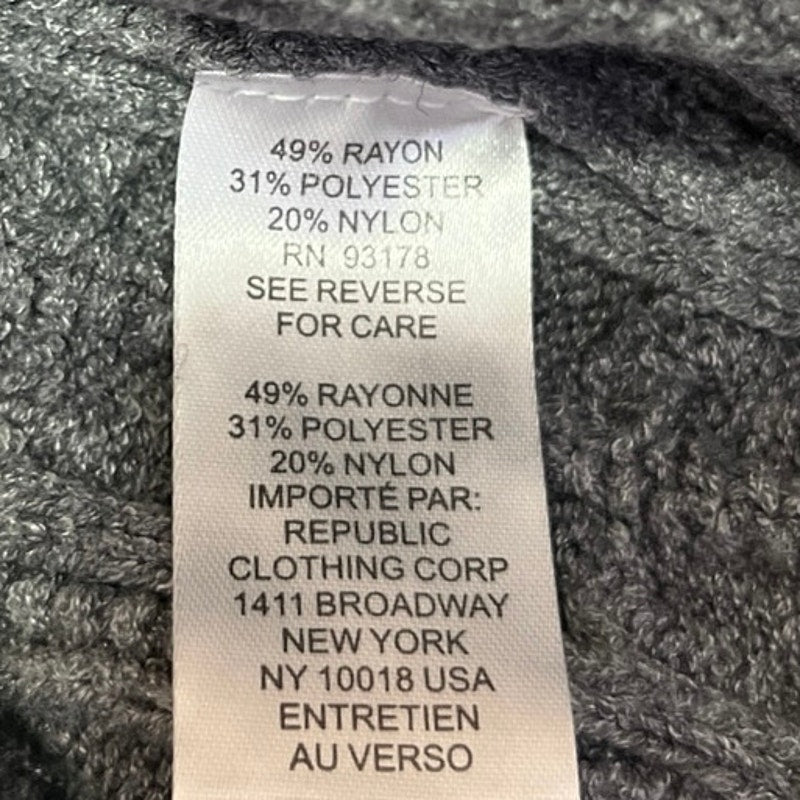 49% RAYON
31% POLYESTER
20% NYLON
RN 93178
SEE REVERSE
FOR CARE
49% RAYONNE
31% POLYESTER
20% NYLON
IMPORTÉ PAR:
REPUBLIC
CLOTHING CORP
1411 BROADWAY
NEW YORK
NY 10018 USA
ENTRETIEN
AU VERSO